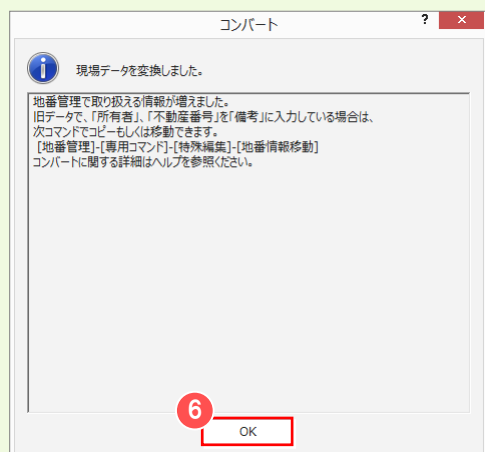 コンバート
?
×
現場データを変換しました。
地番管理で取り扱える情報が増えました。
旧データで、「所有者」、「不動産番号」を「備考」に入力している場合は、
次コマンドでコピーもしくは移動できます。
[地番管理]-[専用コマンド]-[特殊編集]-[地番情報移動]
コンバートに関する詳細はヘルプを参照ください。
6
OK